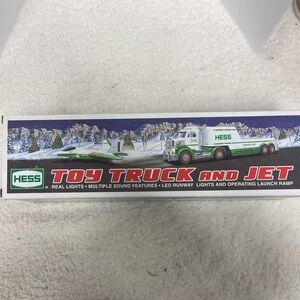 HESS
HESS
TOY TRUCK AND JET
REAL LIGHTS • MULTIPLE SOUND FEATURES • LED RUNWAY LIGHTS AND OPERATING LAUNCH RAMP